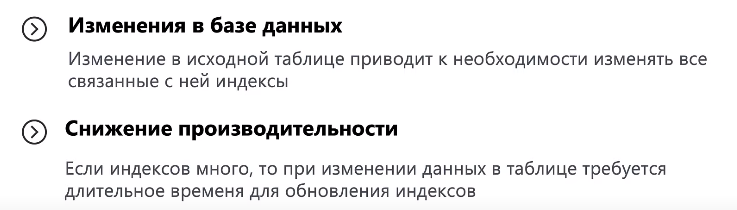 Изменения в базе данных
Изменение в исходной таблице приводит к необходимости изменять все
связанные с ней индексы
Снижение производительности
Если индексов много, то при изменении данных в таблице требуется
длительное временя для обновления индексов